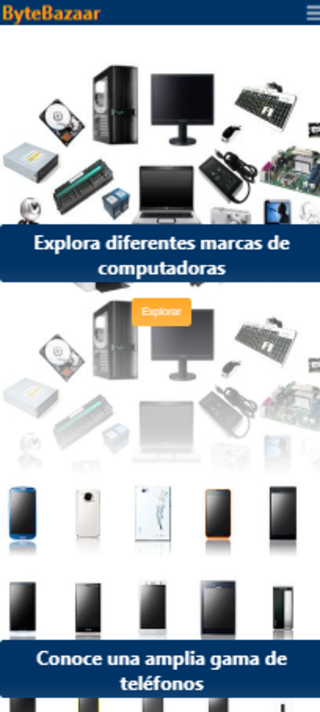 ByteBazaar
Explora diferentes marcas de
computadoras
Explorar
Conoce una amplia gama de
teléfonos